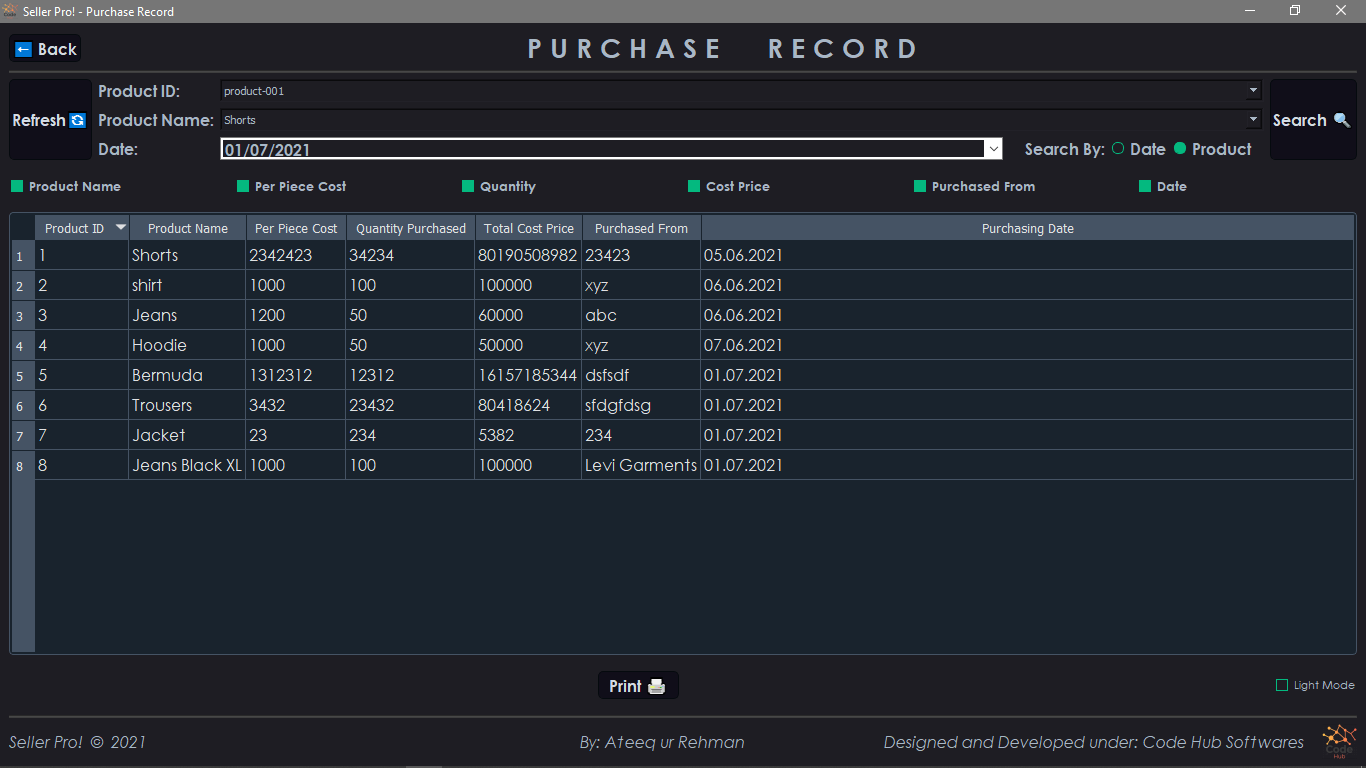 Seller Pro! - Purchase Record
Back
PURCHASE RECORD
Refresh
Product ID: product-001
Product Name: Shorts
Search
Date: 01/07/2021 Search By: Date Product
Product Name Per Piece Cost Quantity Cost Price Purchased From Date
Product ID Product Name Per Piece Cost Quantity Purchased Total Cost Price Purchased From Purchasing Date
1 1 Shorts 2342423 34234 80190508982 23423 05.06.2021
2 2 shirt 1000 100 100000 xyz 06.06.2021
3 3 Jeans 1200 50 60000 abc 06.06.2021
4 4 Hoodie 1000 50 50000 xyz 07.06.2021
5 5 Bermuda 1312312 12312 16157185344 dsfsdf 01.07.2021
6 6 Trousers 3432 23432 80418624 sfdgfdsg 01.07.2021
7 7 Jacket 23 234 5382 234 01.07.2021
8 8 Jeans Black XL 1000 100 100000 Levi Garments 01.07.2021
Print
Light Mode
Seller Pro! © 2021 By: Ateeq ur Rehman Designed and Developed under: Code Hub Softwares
Code
Hub